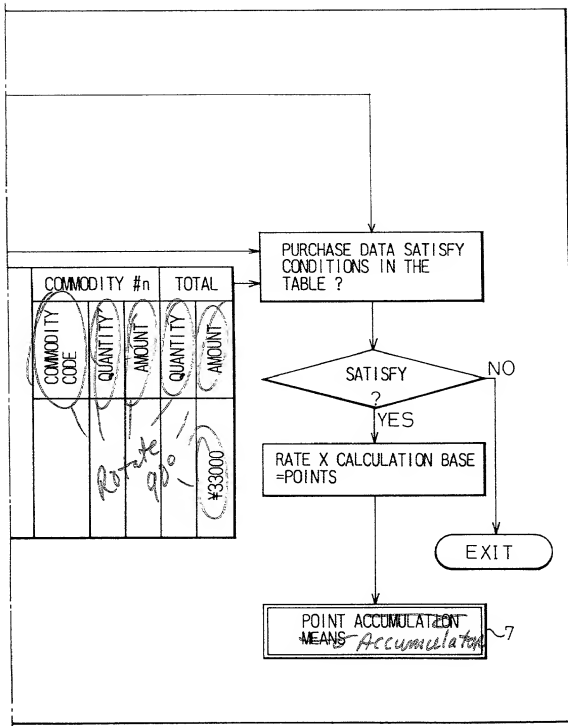 PURCHASE DATA SATISFY
CONDITIONS IN THE
TABLE ?
COMMODITY #n TOTAL
COMMODITY
CODE
QUANTITY
AMOUNT
QUANTITY
AMOUNT
¥33000
Rotate
90°
SATISFY
?
NO
YES
RATE X CALCULATION BASE
=POINTS
EXIT
POINT ACCUMULATION
MEANS Accumulator
7